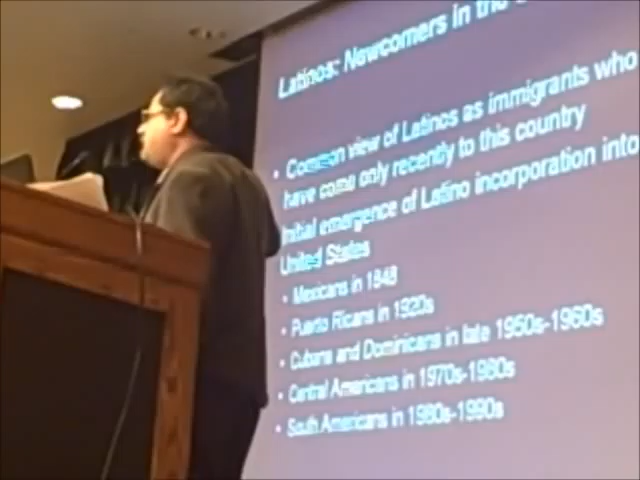 Latinos: Newcomers in the
• Common view of Latinos as immigrants who
have come only recently to this country
Initial emergence of Latino incorporation into
United States
• Mexicans in 1848
• Puerto Ricans in 1920s
• Cubans and Dominicans in late 1950s-1960s
• Central Americans in 1970s-1980s
• South Americans in 1980s-1990s